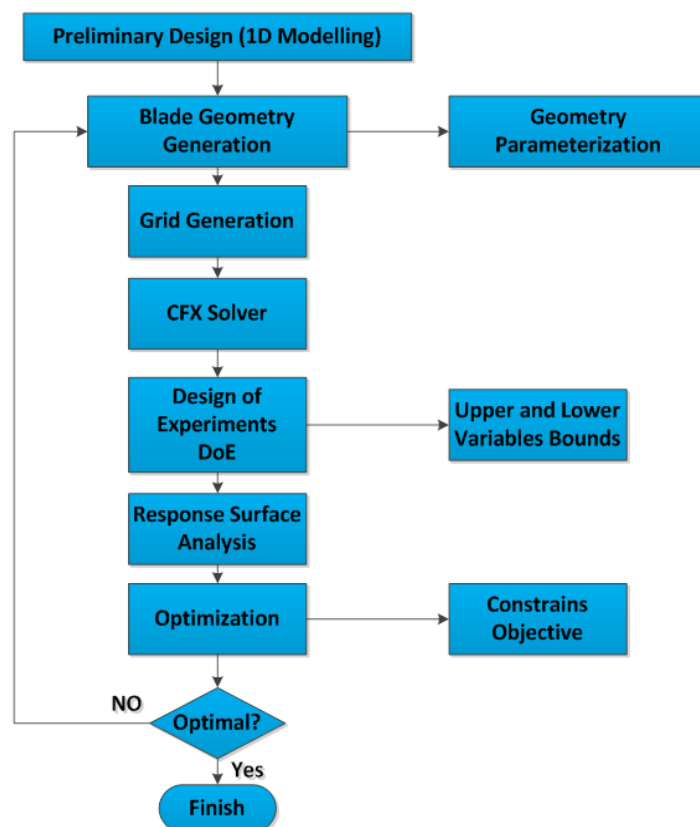 Preliminary Design (1D Modelling)
Blade Geometry
Generation
Geometry
Parameterization
Grid Generation
CFX Solver
Design of
Experiments
DoE
Upper and Lower
Variables Bounds
Response Surface
Analysis
Optimization
Constrains
Objective
NO
Optimal?
Yes
Finish